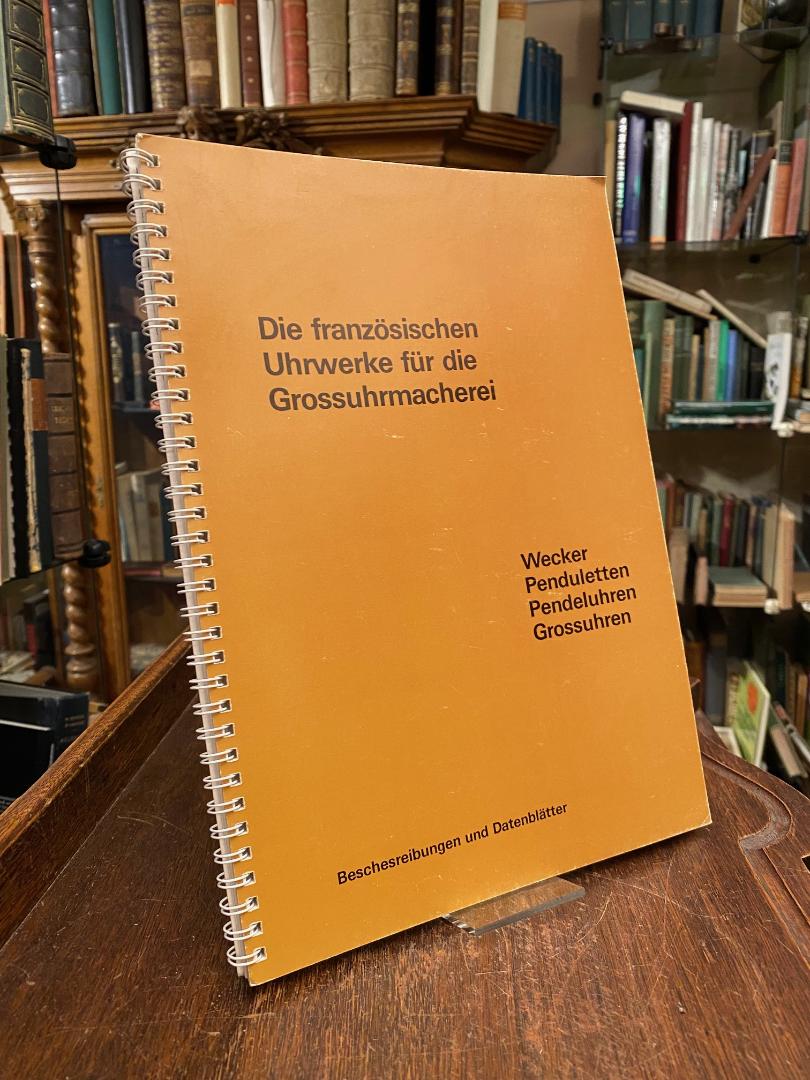 Die französischen
Uhrwerke für die
Grossuhrmacherei
Wecker
Penduletten
Pendeluhren
Grossuhren
Beschesreibungen und Datenblätter